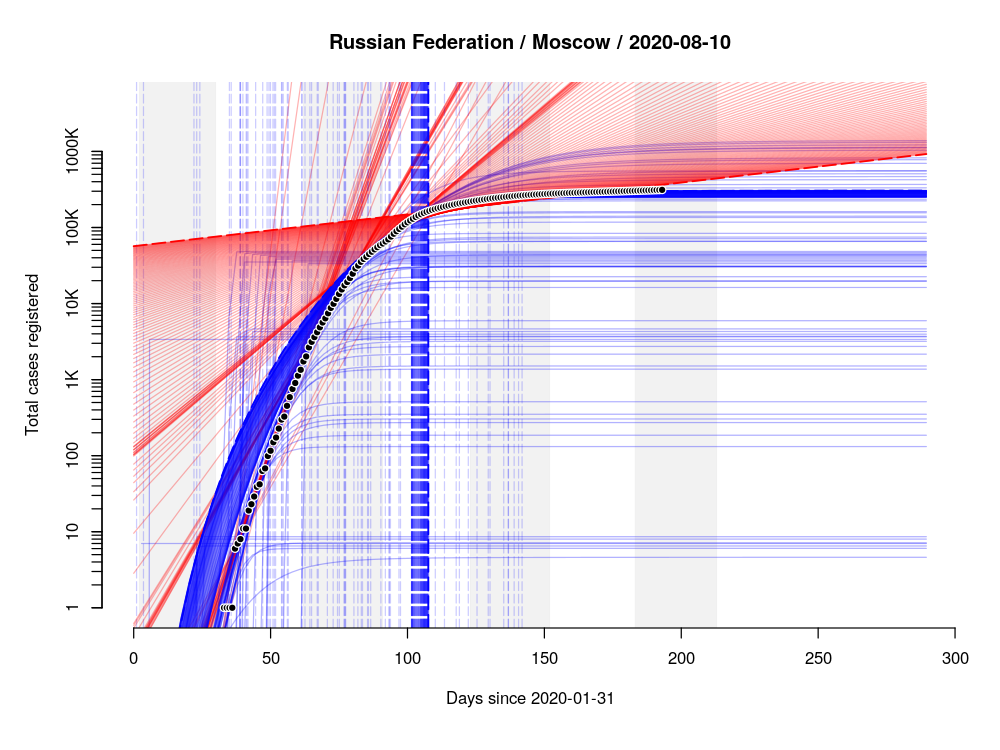 Russian Federation / Moscow / 2020-08-10
Total cases registered
1000K
100K
10K
1K
100
10
1
0 50 100 150 200 250 300
Days since 2020-01-31